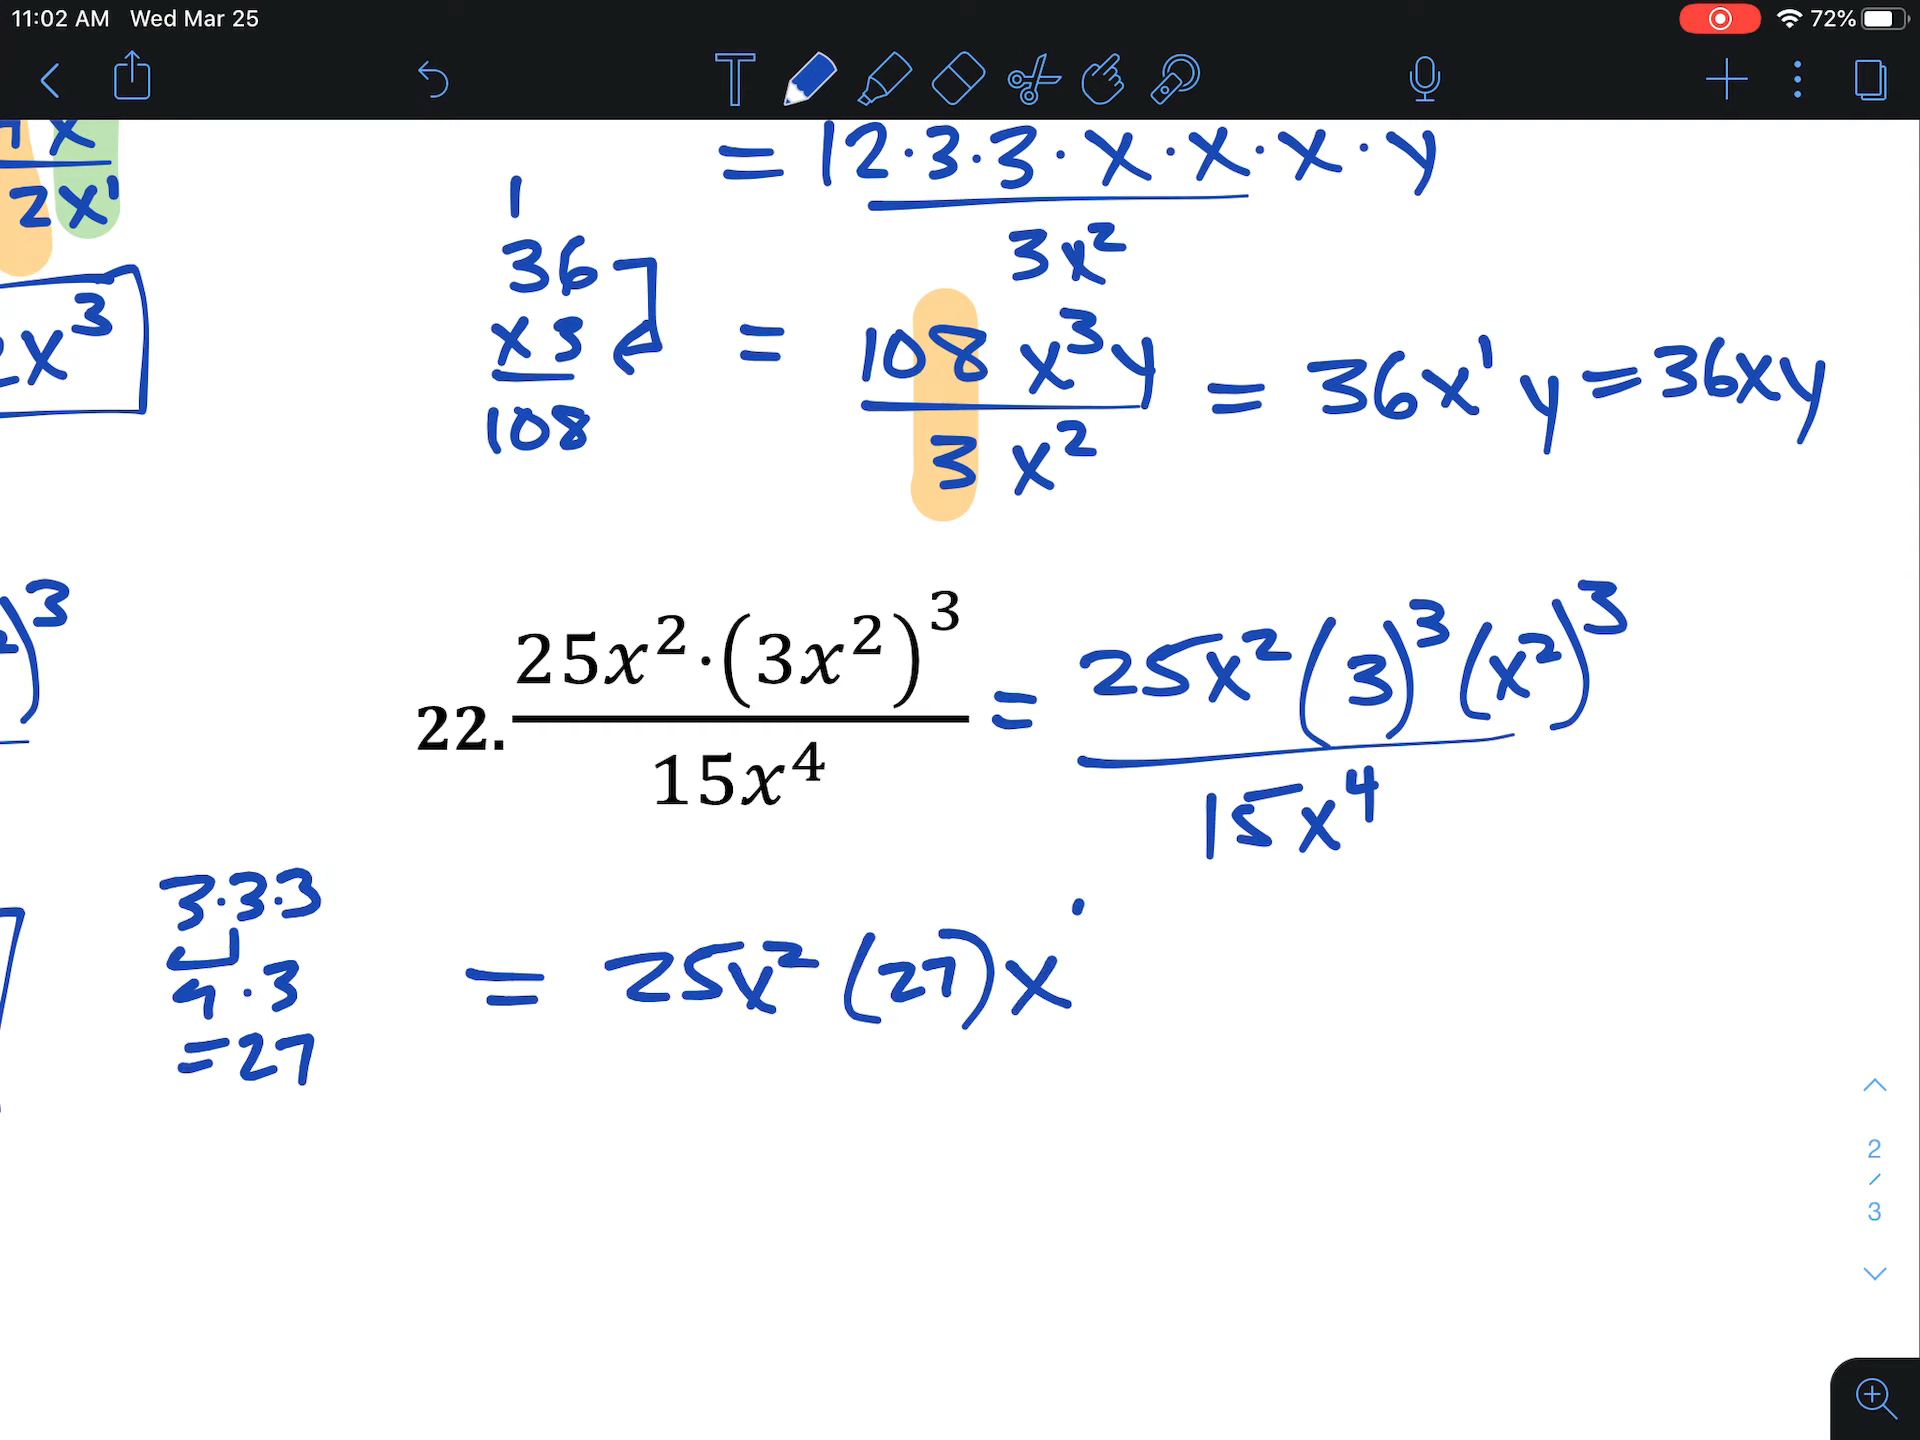 11:02 AM Wed Mar 25
72%
T
x
2x¹
x³
= 12·3·3·x·x·x·y
3x²
1
36
x 3
108
= 108 x³y
3 x²
= 36x¹y = 36xy
)³
22. 25x²·(3x²)³
15x⁴
= 25x²(3)³(x²)³
15x⁴
3·3·3
9·3
=27
= 25x²(27)x
2
/
3